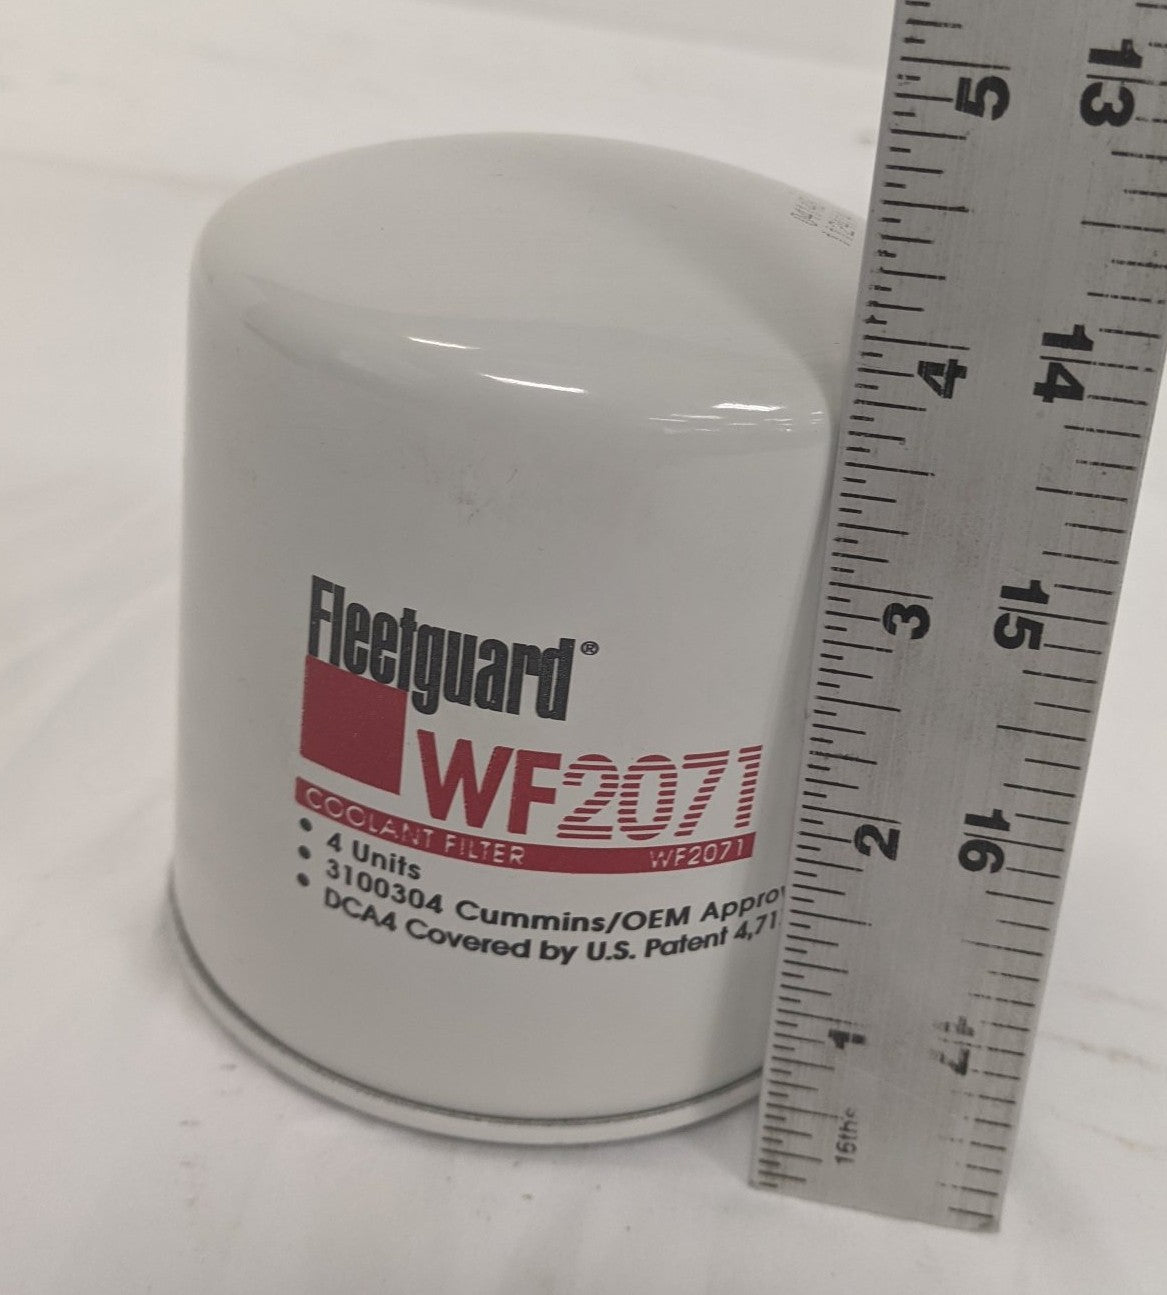 Fleetguard®
WF2071
COOLANT FILTER WF2071
• 4 Units
• 3100304 Cummins/OEM
• DCA4 Covered by U.S. Patent
5
4
3
2
1
16ths
13
14
15
16